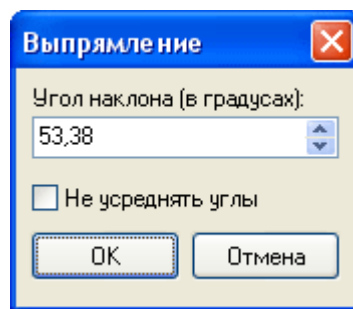 Выпрямление
Угол наклона (в градусах):
53,38
Не усреднять углы
OK
Отмена